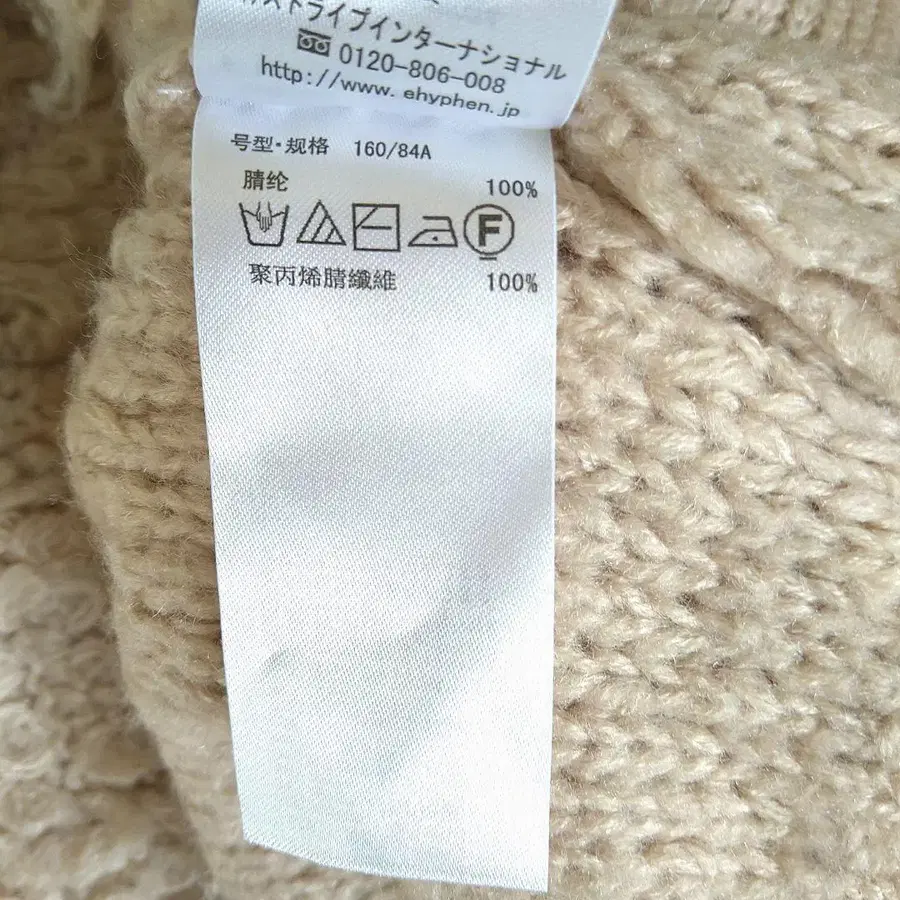 ストライプインターナショナル
0120-806-008
http://www.ehyphen.jp
号型·规格 160/84A
腈纶 100%
F
聚丙烯腈纖維 100%